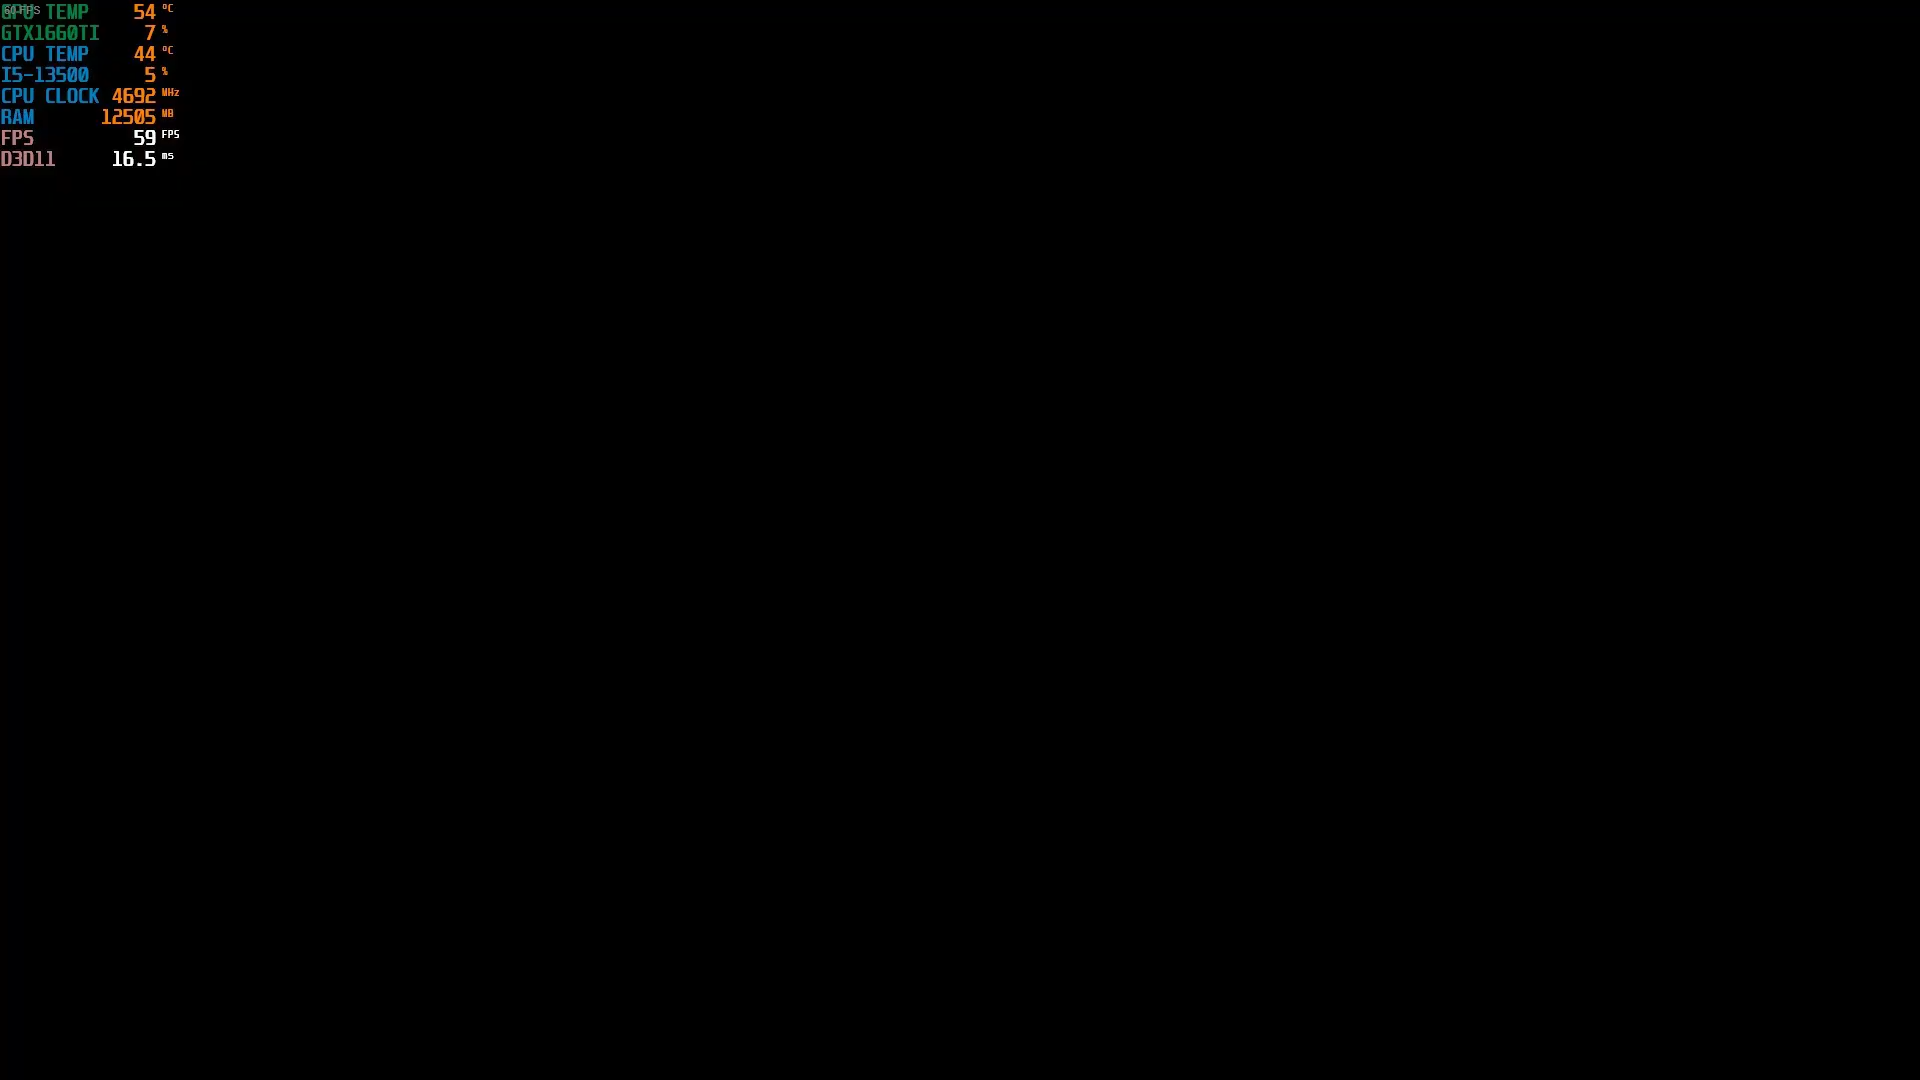 GPU TEMP 54 °C
GTX1660TI 7 %
CPU TEMP 44 °C
I5-13500 5 %
CPU CLOCK 4692 MHz
RAM 12505 MB
FPS 59 FPS
D3D11 16.5 ms